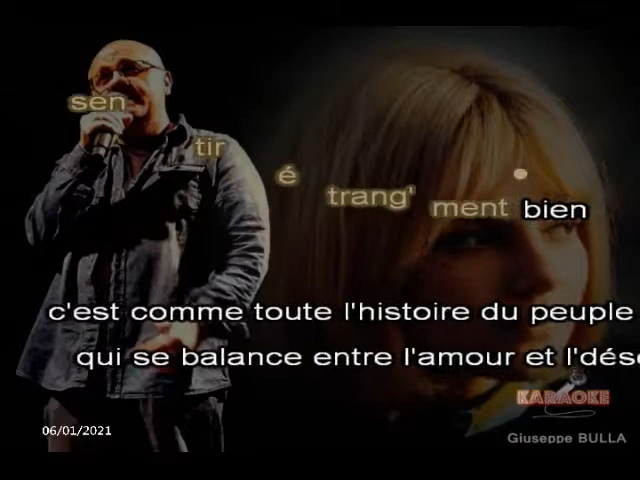 sen
tir
é
trang'
ment bien
c'est comme toute l'histoire du peuple
qui se balance entre l'amour et l'dése
KARAOKE
06/01/2021
Giuseppe BULLA